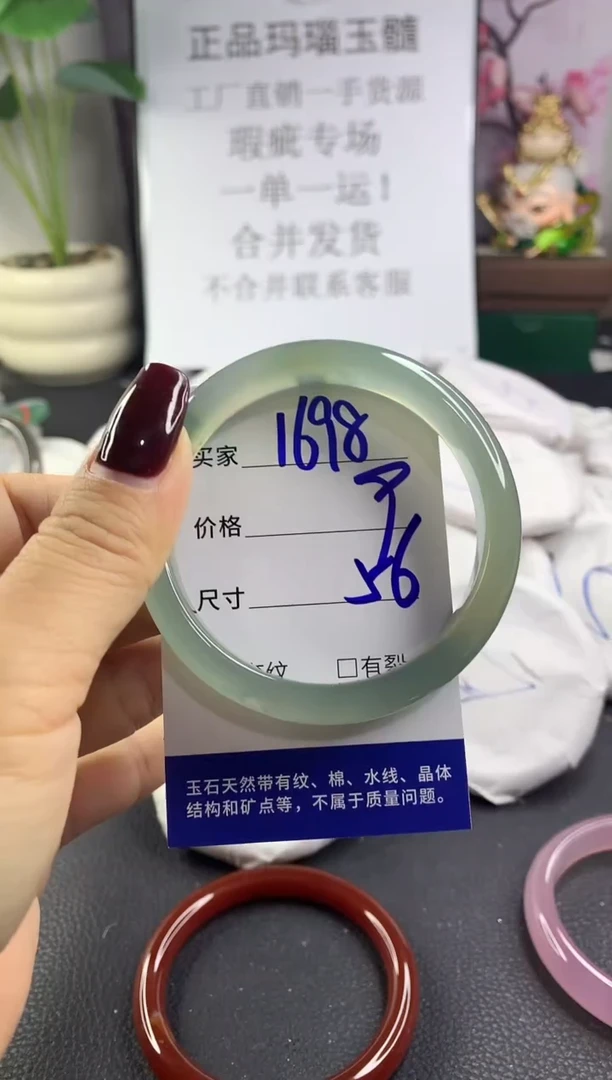 正品玛瑙玉髓
工厂直销一手货源
瑕疵专场
一单一运！
合并发货
不合并联系客服
买家 1698
价格
尺寸 56
纹 □有裂
玉石天然带有纹、棉、水线、晶体
结构和矿点等，不属于质量问题。